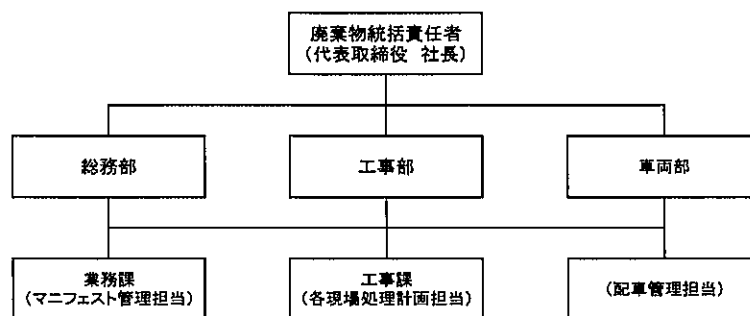 廃棄物統括責任者
（代表取締役　社長）
総務部
工事部
車両部
業務課
（マニフェスト管理担当）
工事課
（各現場処理計画担当）
（配車管理担当）